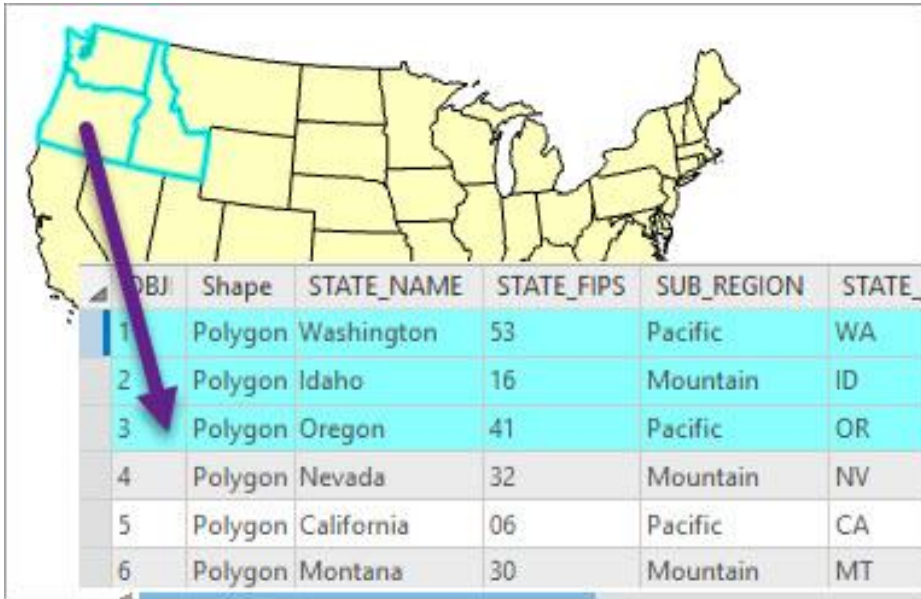 OBJ Shape STATE_NAME STATE_FIPS SUB_REGION STATE_
1 Polygon Washington 53 Pacific WA
2 Polygon Idaho 16 Mountain ID
3 Polygon Oregon 41 Pacific OR
4 Polygon Nevada 32 Mountain NV
5 Polygon California 06 Pacific CA
6 Polygon Montana 30 Mountain MT